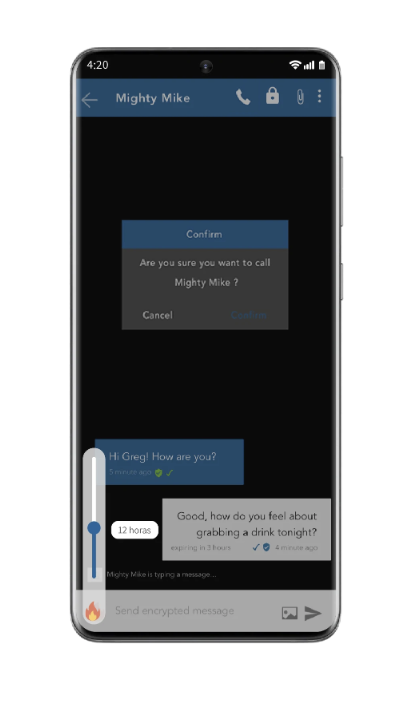 4:20
Mighty Mike
Confirm
Are you sure you want to call
Mighty Mike ?
Cancel Confirm
Hi Greg! How are you?
5 minute ago
Good, how do you feel about
grabbing a drink tonight?
expiring in 3 hours 4 minute ago
12 horas
Mighty Mike is typing a message...
Send encrypted message